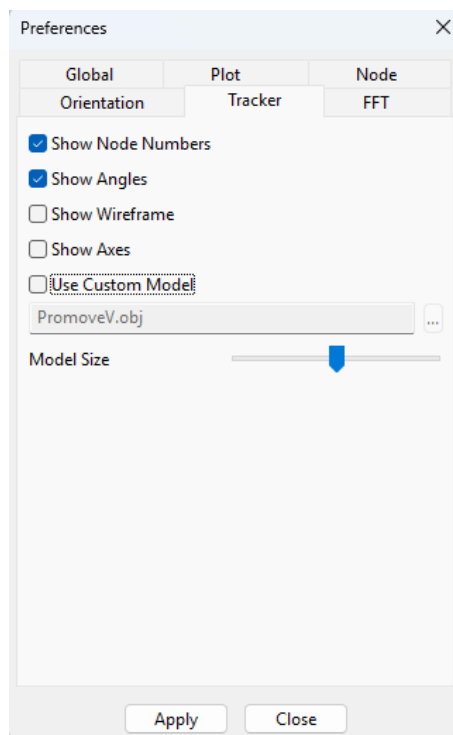 Preferences
Global Plot Node
Orientation Tracker FFT
Show Node Numbers
Show Angles
Show Wireframe
Show Axes
Use Custom Model
PromoveV.obj ...
Model Size
Apply Close